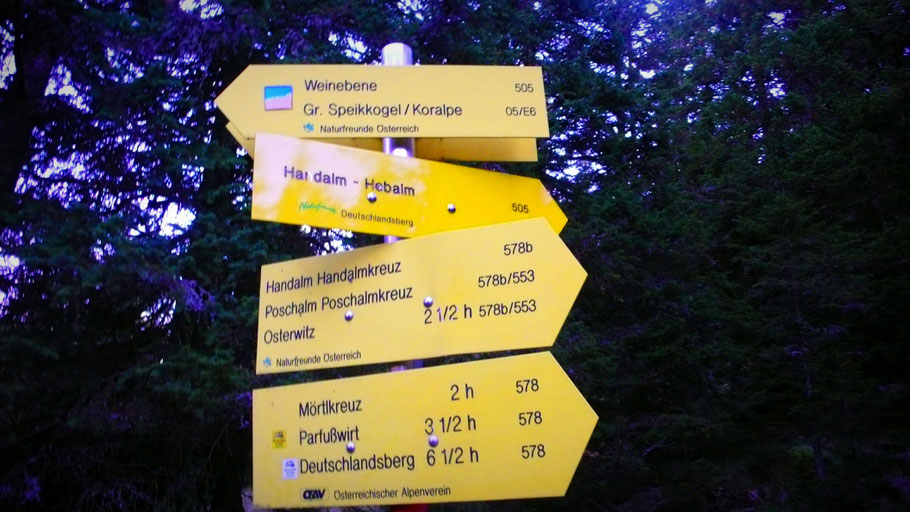 Weinebene 505
Gr. Speikkogel/Koralpe 05/E6
Naturfreunde Österreich
Handalm - Hebalm
Naturfreunde Deutschlandsberg 505
Handalm Handalmkreuz 578b
Poschalm Poschalmkreuz 578b/553
Osterwitz 2 1/2 h 578b/553
Naturfreunde Österreich
Mörtlkreuz 2 h 578
Parfußwirt 3 1/2 h 578
Deutschlandsberg 6 1/2 h 578
OEAV Österreichischer Alpenverein